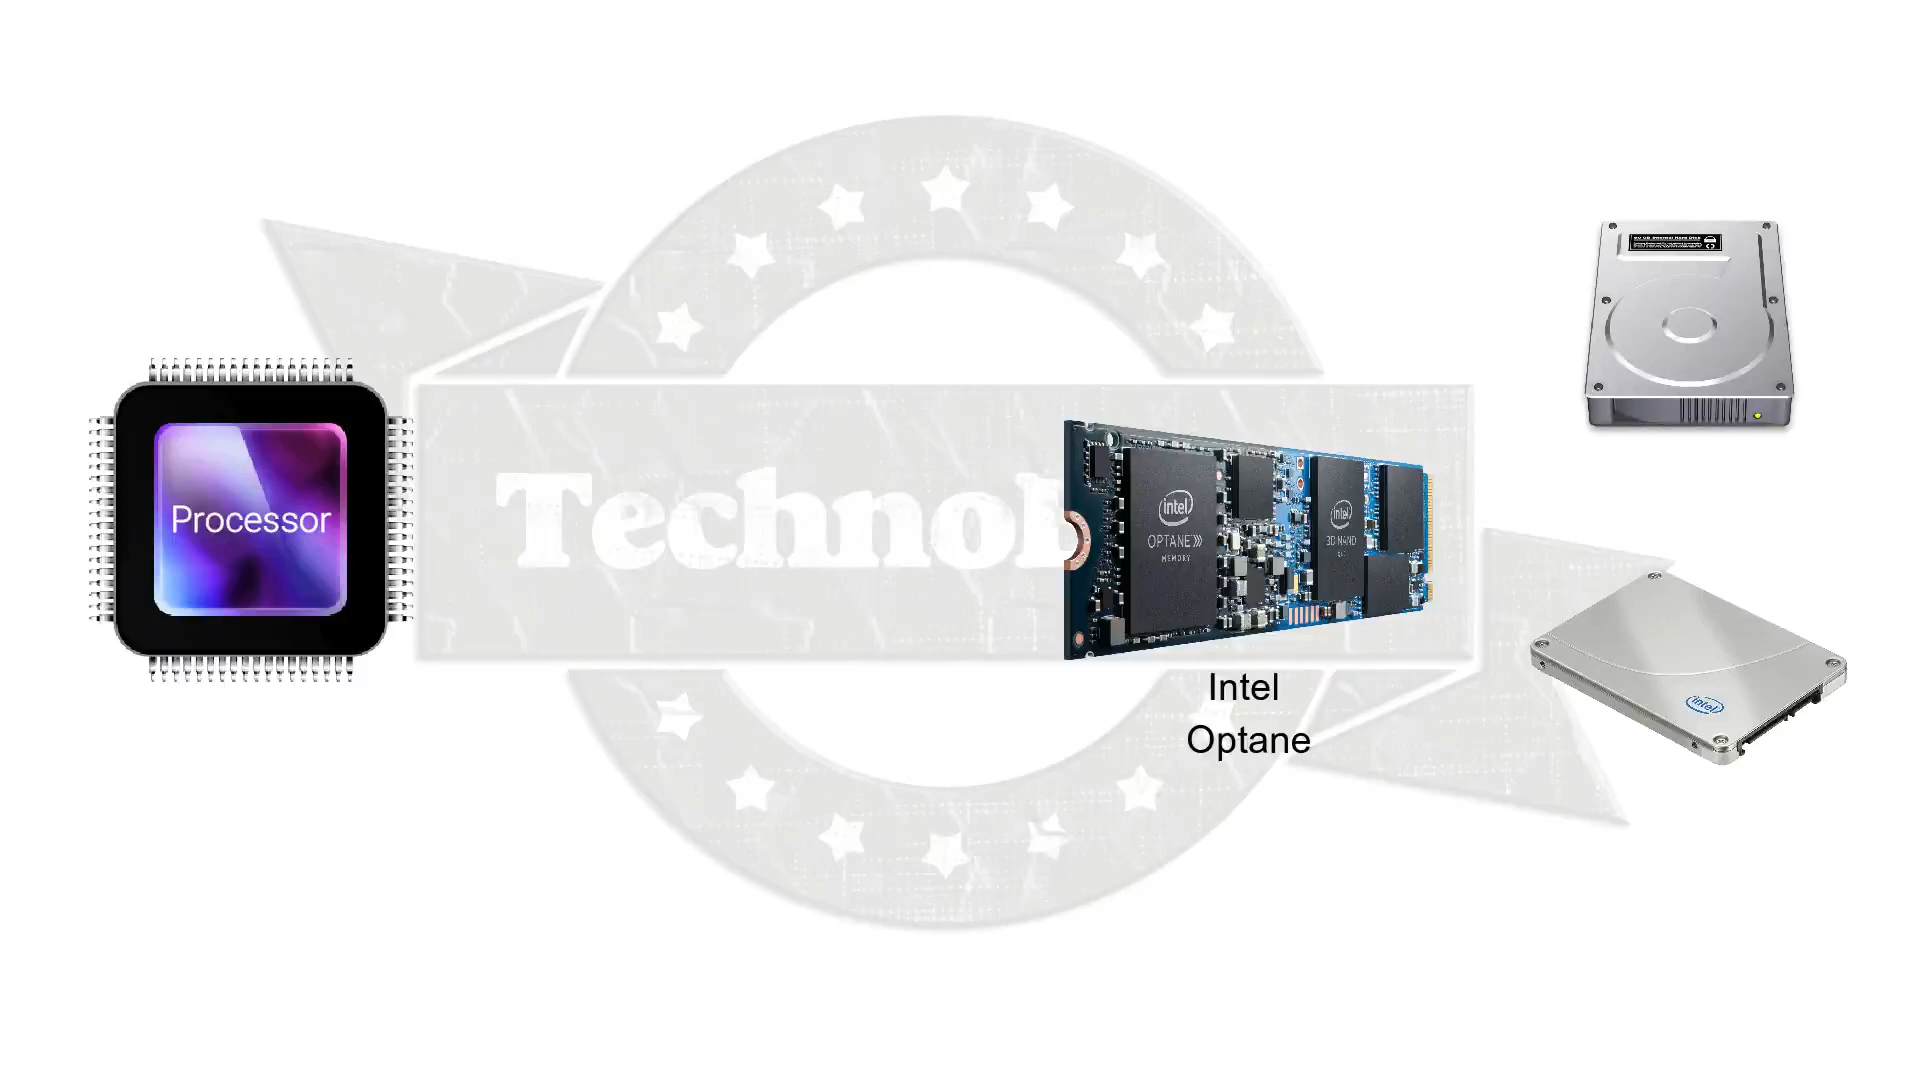 Processor
Technol
intel
OPTANE
MEMORY
intel
3D NAND
Intel
Optane
intel